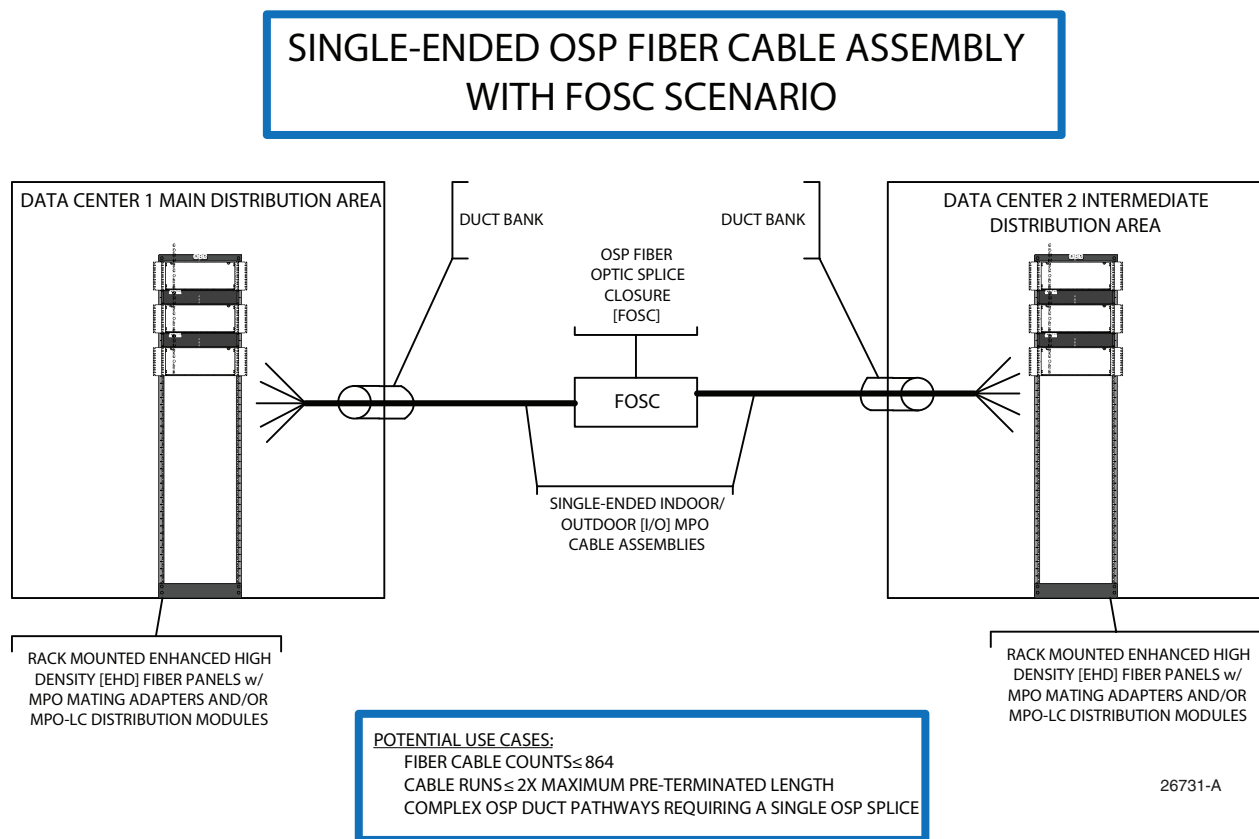 SINGLE-ENDED OSP FIBER CABLE ASSEMBLY
WITH FOSC SCENARIO
DATA CENTER 1 MAIN DISTRIBUTION AREA
DUCT BANK
OSP FIBER
OPTIC SPLICE
CLOSURE
[FOSC]
DUCT BANK
DATA CENTER 2 INTERMEDIATE
DISTRIBUTION AREA
FOSC
SINGLE-ENDED INDOOR/
OUTDOOR [I/O] MPO
CABLE ASSEMBLIES
RACK MOUNTED ENHANCED HIGH
DENSITY [EHD] FIBER PANELS w/
MPO MATING ADAPTERS AND/OR
MPO-LC DISTRIBUTION MODULES
RACK MOUNTED ENHANCED HIGH
DENSITY [EHD] FIBER PANELS w/
MPO MATING ADAPTERS AND/OR
MPO-LC DISTRIBUTION MODULES
POTENTIAL USE CASES:
FIBER CABLE COUNTS≤ 864
CABLE RUNS≤ 2X MAXIMUM PRE-TERMINATED LENGTH
COMPLEX OSP DUCT PATHWAYS REQUIRING A SINGLE OSP SPLICE
26731-A